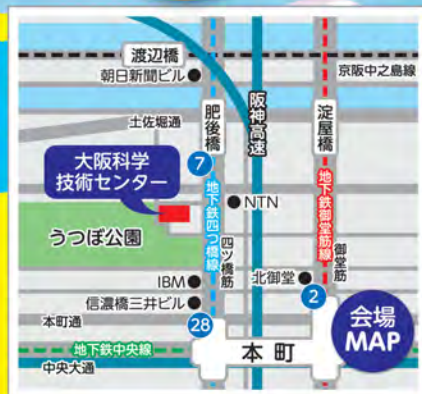 渡辺橋
朝日新聞ビル
京阪中之島線
土佐堀通
肥後橋
阪神高速
淀屋橋
7
大阪科学
技術センター
地下鉄四つ橋線
地下鉄御堂筋線
NTN
うつぼ公園
四ツ橋筋
御堂筋
IBM
北御堂
2
信濃橋三井ビル
28
本町通
会場
MAP
本町
地下鉄中央線
中央大通